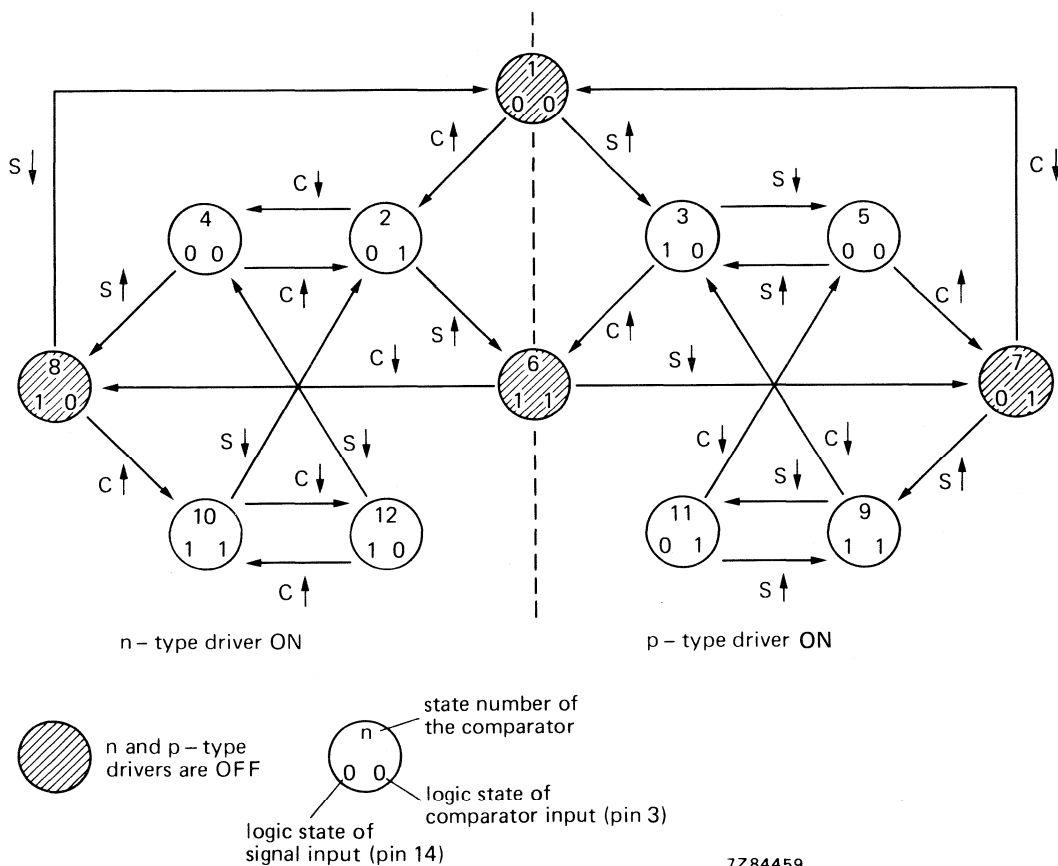 1
0 0
C↑
S↑
S↓
C↓
C↓
S↓
4
0 0
2
0 1
3
1 0
5
0 0
S↑
C↑
S↑
C↑
S↑
C↑
C↓
S↓
8
1 0
6
1 1
7
0 1
C↑
S↓
S↓
C↓
C↓
S↑
C↓
S↓
10
1 1
12
1 0
11
0 1
9
1 1
C↑
S↑
n – type driver ON
p – type driver ON
n and p – type
drivers are OFF
n
0 0
state number of
the comparator
logic state of
comparator input (pin 3)
logic state of
signal input (pin 14)
7Z84459